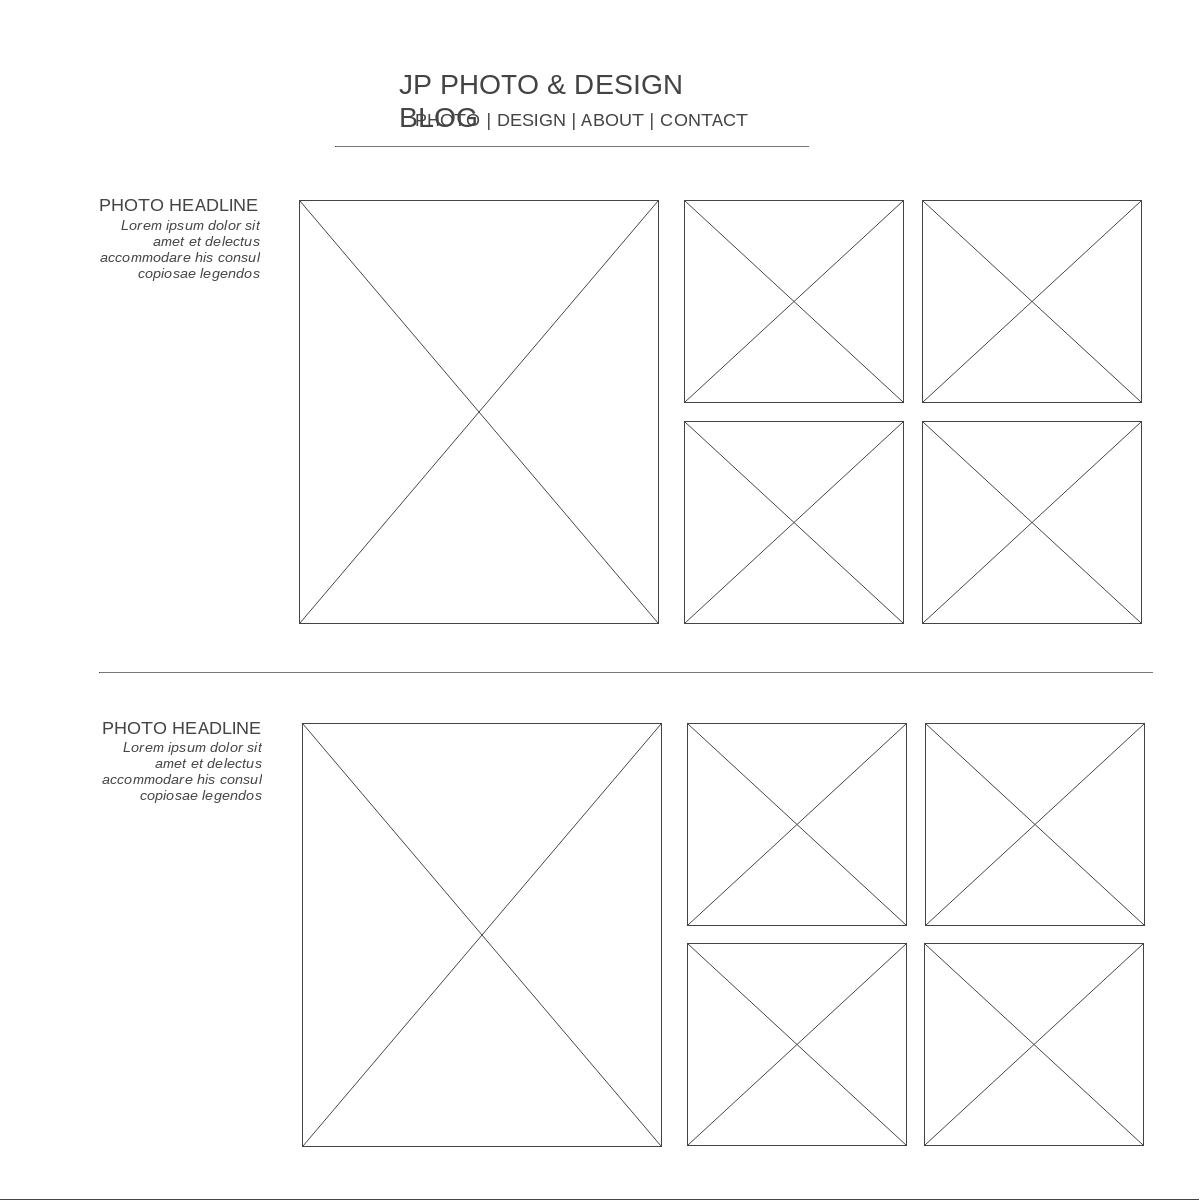 JP PHOTO & DESIGN
BLOG
PHOTO | DESIGN | ABOUT | CONTACT
PHOTO HEADLINE
Lorem ipsum dolor sit
amet et delectus
accommodare his consul
copiosae legendos
PHOTO HEADLINE
Lorem ipsum dolor sit
amet et delectus
accommodare his consul
copiosae legendos